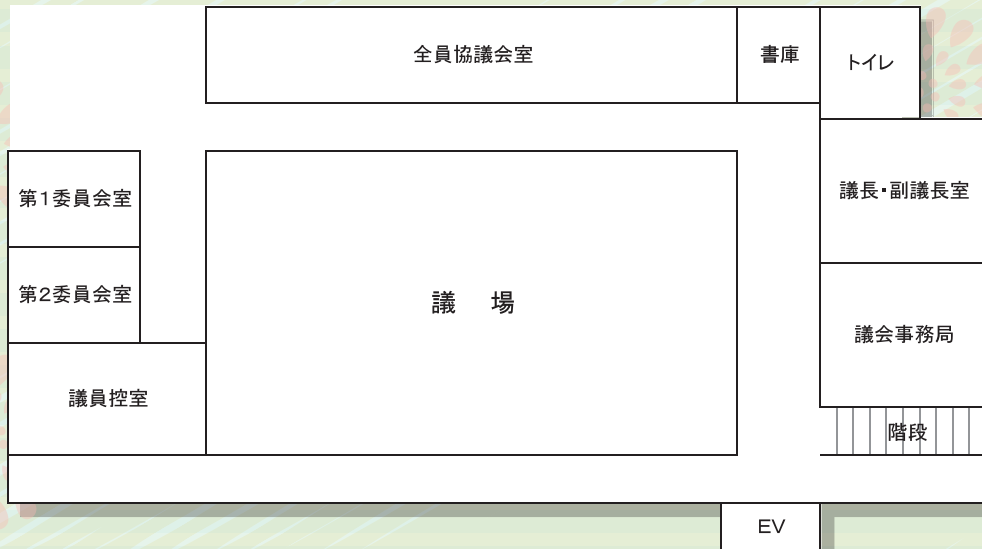 全員協議会室
書庫
トイレ
第1委員会室
議長・副議長室
第2委員会室
議　場
議会事務局
議員控室
階段
EV